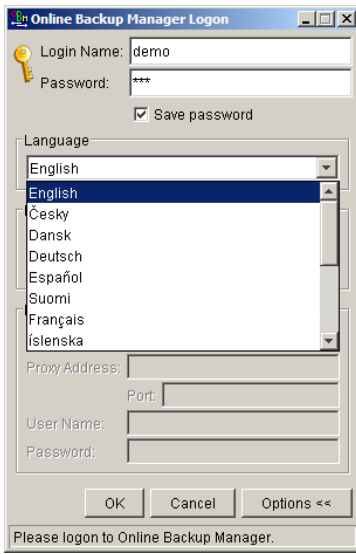 Online Backup Manager Logon
Login Name: demo
Password: ***
Save password
Language
English
English
Česky
Dansk
Deutsch
Español
Suomi
Français
íslenska
Proxy Address:
Port:
User Name:
Password:
OK Cancel Options <<
Please logon to Online Backup Manager.